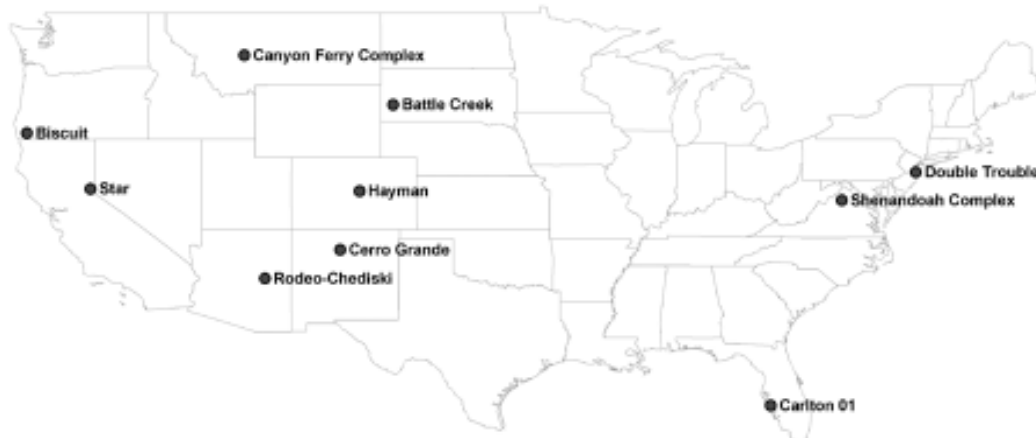 Canyon Ferry Complex
Battle Creek
Biscuit
Double Trouble
Star
Hayman
Shenandoah Complex
Cerro Grande
Rodeo-Chediski
Carlton 01